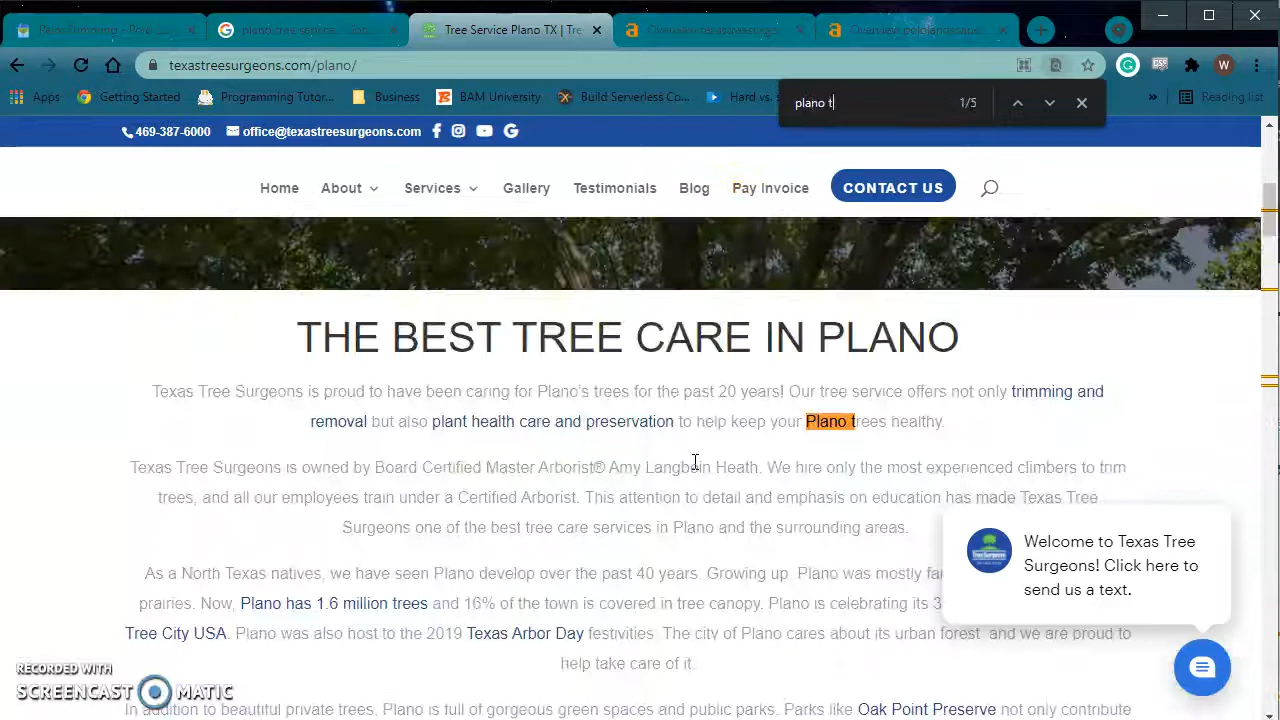 Tree Service Plano TX | Tre
texastreesurgeons.com/plano/
W
Apps
Getting Started
Programming Tutor...
Business
BAM University
Build Serverless Co...
Hard vs.
»
Reading list
plano t
1/5
469-387-6000
office@texastreesurgeons.com
Home
About
Services
Gallery
Testimonials
Blog
Pay Invoice
CONTACT US
THE BEST TREE CARE IN PLANO
Texas Tree Surgeons is proud to have been caring for Plano's trees for the past 20 years! Our tree service offers not only trimming and
removal but also plant health care and preservation to help keep your Plano trees healthy.
Texas Tree Surgeons is owned by Board Certified Master Arborist® Amy Langbein Heath. We hire only the most experienced climbers to trim
trees, and all our employees train under a Certified Arborist. This attention to detail and emphasis on education has made Texas Tree
Surgeons one of the best tree care services in Plano and the surrounding areas.
As a North Texas natives, we have seen Plano develop over the past 40 years. Growing up, Plano was mostly
prairies. Now, Plano has 1.6 million trees and 16% of the town is covered in tree canopy. Plano is celebrating its 3
Tree City USA. Plano was also host to the 2019 Texas Arbor Day festivities. The city of Plano cares about its urban forest, and we are proud to
help take care of it.
In addition to beautiful private trees, Plano is full of gorgeous green spaces and public parks. Parks like Oak Point Preserve not only contribute
Welcome to Texas Tree
Surgeons! Click here to
send us a text.
RECORDED WITH
SCREENCAST MATIC